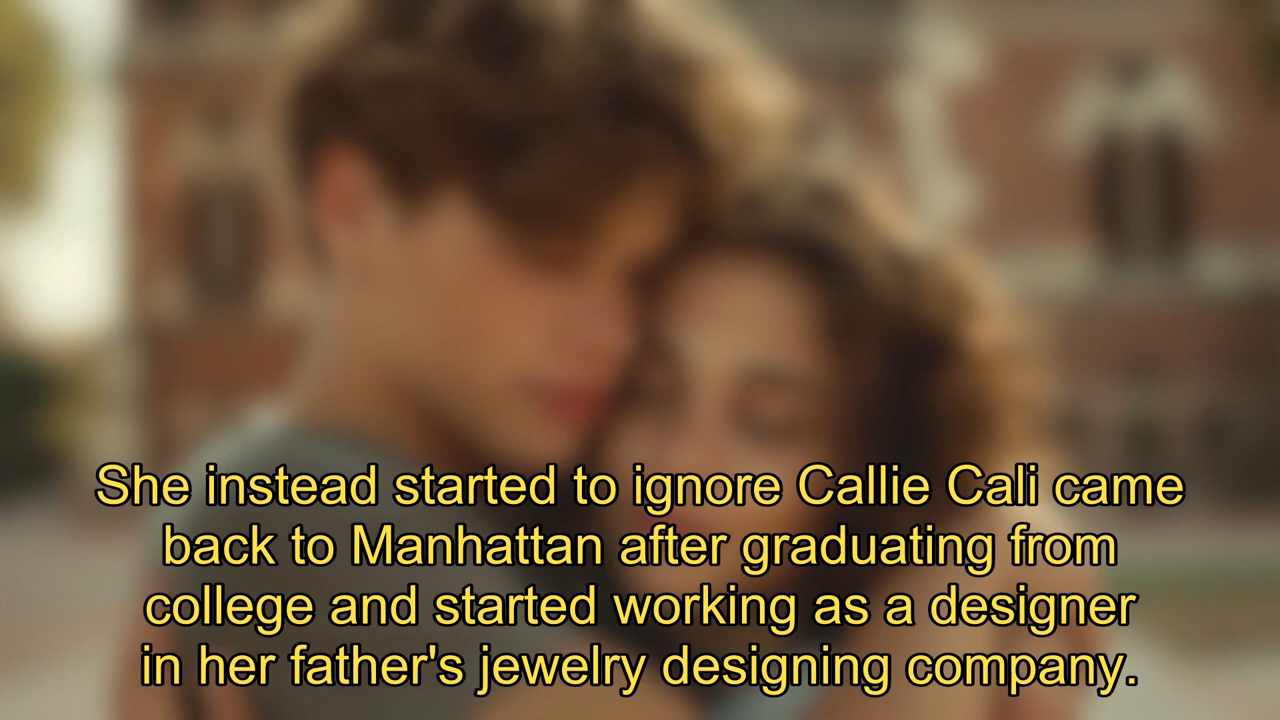 She instead started to ignore Callie Cali came
back to Manhattan after graduating from
college and started working as a designer
in her father's jewelry designing company.